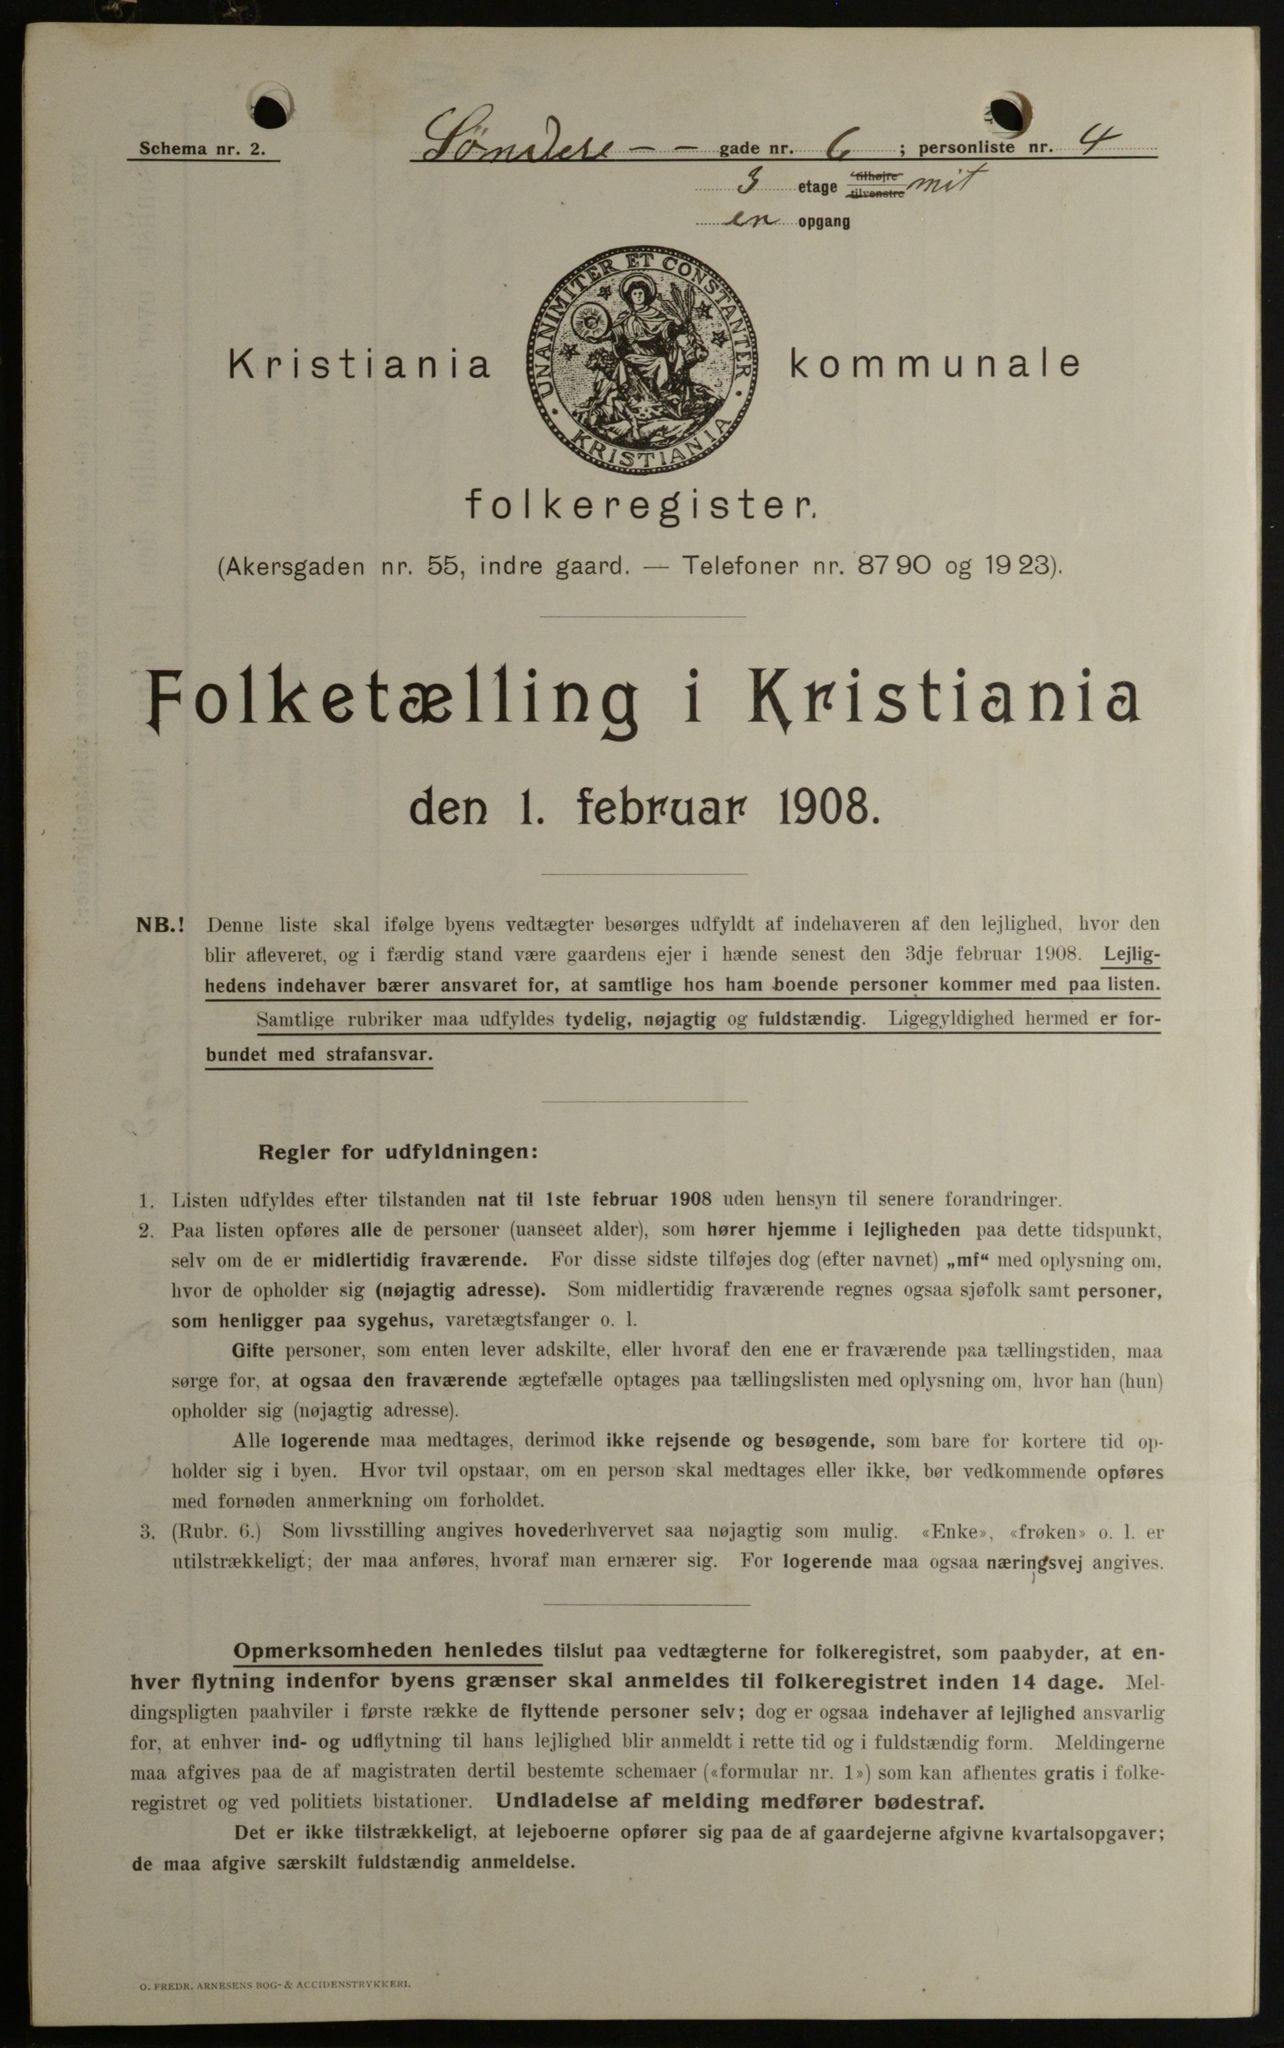 Schema nr. 2.
Søndre - - gade nr. 6 ; personliste nr. 4
3 etage tilhøjre tilvenstre mit
en opgang
UNANIMITER ET CONSTANTER
KRISTIANIA
Kristiania kommunale
folkeregister.
(Akersgaden nr. 55, indre gaard. — Telefoner nr. 87 90 og 19 23).
Folketælling i Kristiania
den 1. februar 1908.
NB.! Denne liste skal ifølge byens vedtægter besørges udfyldt af indehaveren af den lejlighed, hvor den
blir afleveret, og i færdig stand være gaardens ejer i hænde senest den 3dje februar 1908. Lejlig-
hedens indehaver bærer ansvaret for, at samtlige hos ham boende personer kommer med paa listen.
Samtlige rubriker maa udfyldes tydelig, nøjagtig og fuldstændig. Ligegyldighed hermed er for-
bundet med strafansvar.
Regler for udfyldningen:
1. Listen udfyldes efter tilstanden nat til 1ste februar 1908 uden hensyn til senere forandringer.
2. Paa listen opføres alle de personer (uanseet alder), som hører hjemme i lejligheden paa dette tidspunkt,
selv om de er midlertidig fraværende. For disse sidste tilføjes dog (efter navnet) „mf“ med oplysning om,
hvor de opholder sig (nøjagtig adresse). Som midlertidig fraværende regnes ogsaa sjøfolk samt personer,
som henligger paa sygehus, varetægtsfanger o. l.
Gifte personer, som enten lever adskilte, eller hvoraf den ene er fraværende paa tællingstiden, maa
sørge for, at ogsaa den fraværende ægtefælle optages paa tællingslisten med oplysning om, hvor han (hun)
opholder sig (nøjagtig adresse).
Alle logerende maa medtages, derimod ikke rejsende og besøgende, som bare for kortere tid op-
holder sig i byen. Hvor tvil opstaar, om en person skal medtages eller ikke, bør vedkommende opføres
med fornøden anmerkning om forholdet.
3. (Rubr. 6.) Som livsstilling angives hovederhvervet saa nøjagtig som mulig. «Enke», «frøken» o. l. er
utilstrækkeligt; der maa anføres, hvoraf man ernærer sig. For logerende maa ogsaa næringsvej angives.
Opmerksomheden henledes tilslut paa vedtægterne for folkeregistret, som paabyder, at en-
hver flytning indenfor byens grænser skal anmeldes til folkeregistret inden 14 dage. Mel-
dingspligten paahviler i første række de flyttende personer selv; dog er ogsaa indehaver af lejlighed ansvarlig
for, at enhver ind- og udflytning til hans lejlighed blir anmeldt i rette tid og i fuldstændig form. Meldingerne
maa afgives paa de af magistraten dertil bestemte schemaer («formular nr. 1») som kan afhentes gratis i folke-
registret og ved politiets bistationer. Undladelse af melding medfører bødestraf.
Det er ikke tilstrækkeligt, at lejeboerne opfører sig paa de af gaardejerne afgivne kvartalsopgaver;
de maa afgive særskilt fuldstændig anmeldelse.
O. FREDR. ARNESENS BOG- & ACCIDENSTRYKKERI.